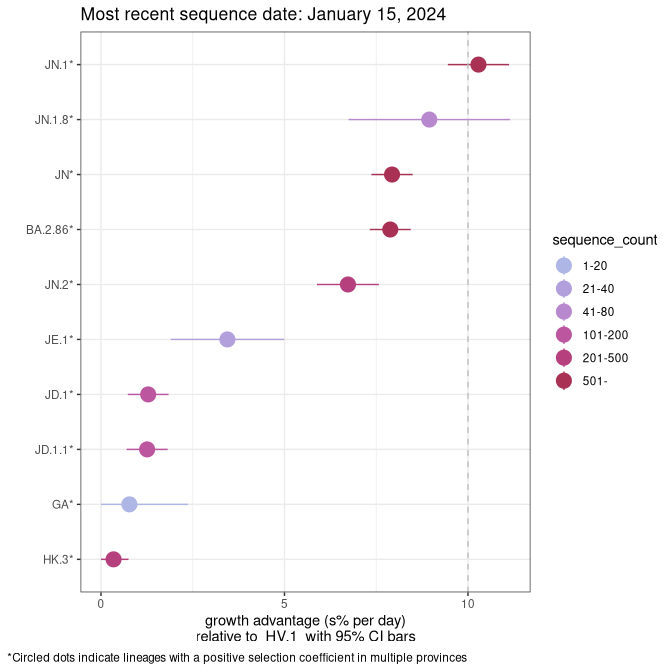 Most recent sequence date: January 15, 2024
JN.1*
JN.1.8*
JN*
BA.2.86*
JN.2*
JE.1*
JD.1*
JD.1.1*
GA*
HK.3*
0
5
10
growth advantage (s% per day)
relative to HV.1 with 95% CI bars
sequence_count
1-20
21-40
41-80
101-200
201-500
501-
*Circled dots indicate lineages with a positive selection coefficient in multiple provinces